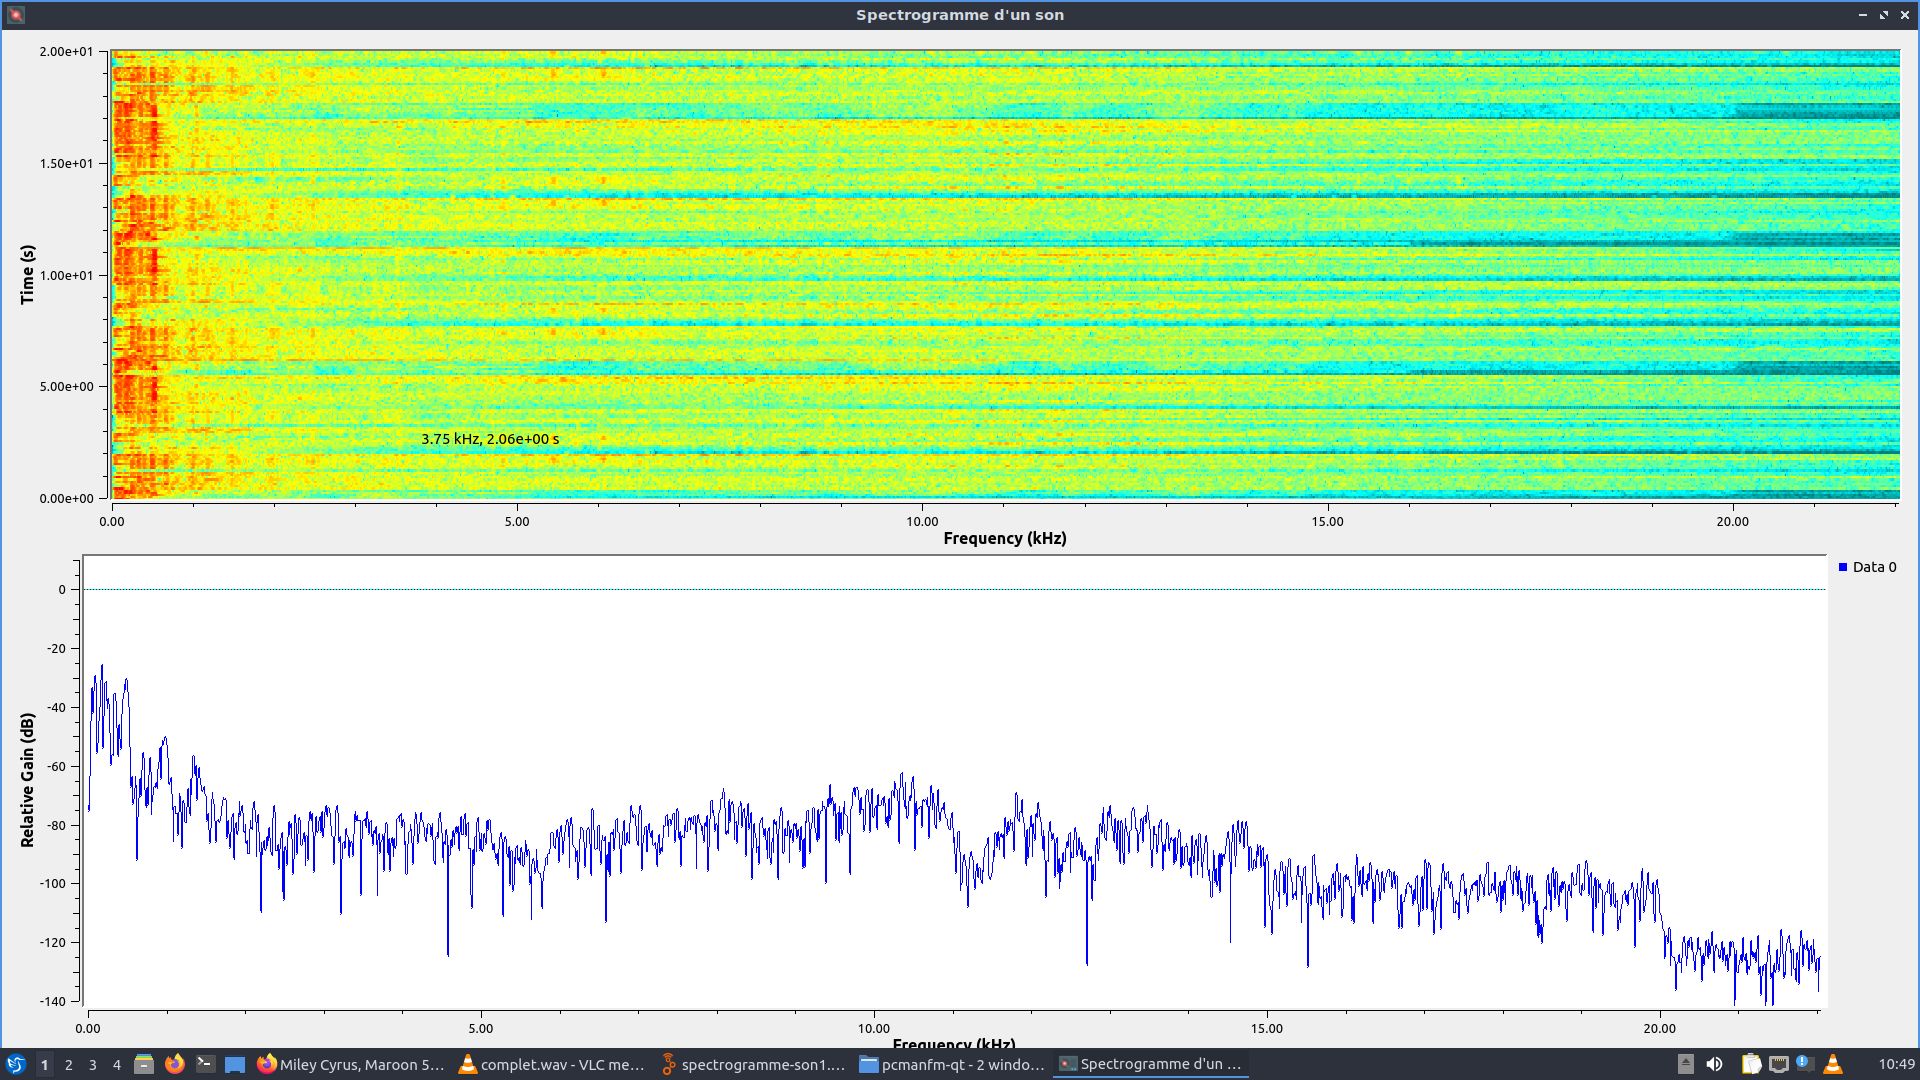 Spectrogramme d'un son
2.00e+01
1.50e+01
1.00e+01
5.00e+00
0.00e+00
Time (s)
3.75 kHz, 2.06e+00 s
0.00 5.00 10.00 15.00 20.00
Frequency (kHz)
Data 0
0
-20
-40
-60
-80
-100
-120
-140
Relative Gain (dB)
0.00 5.00 10.00 15.00 20.00
Frequency (kHz)
1 2 3 4 Miley Cyrus, Maroon 5... complet.wav - VLC me... spectrogramme-son1.... pcmanfm-qt - 2 windo... Spectrogramme d'un ... 10:49